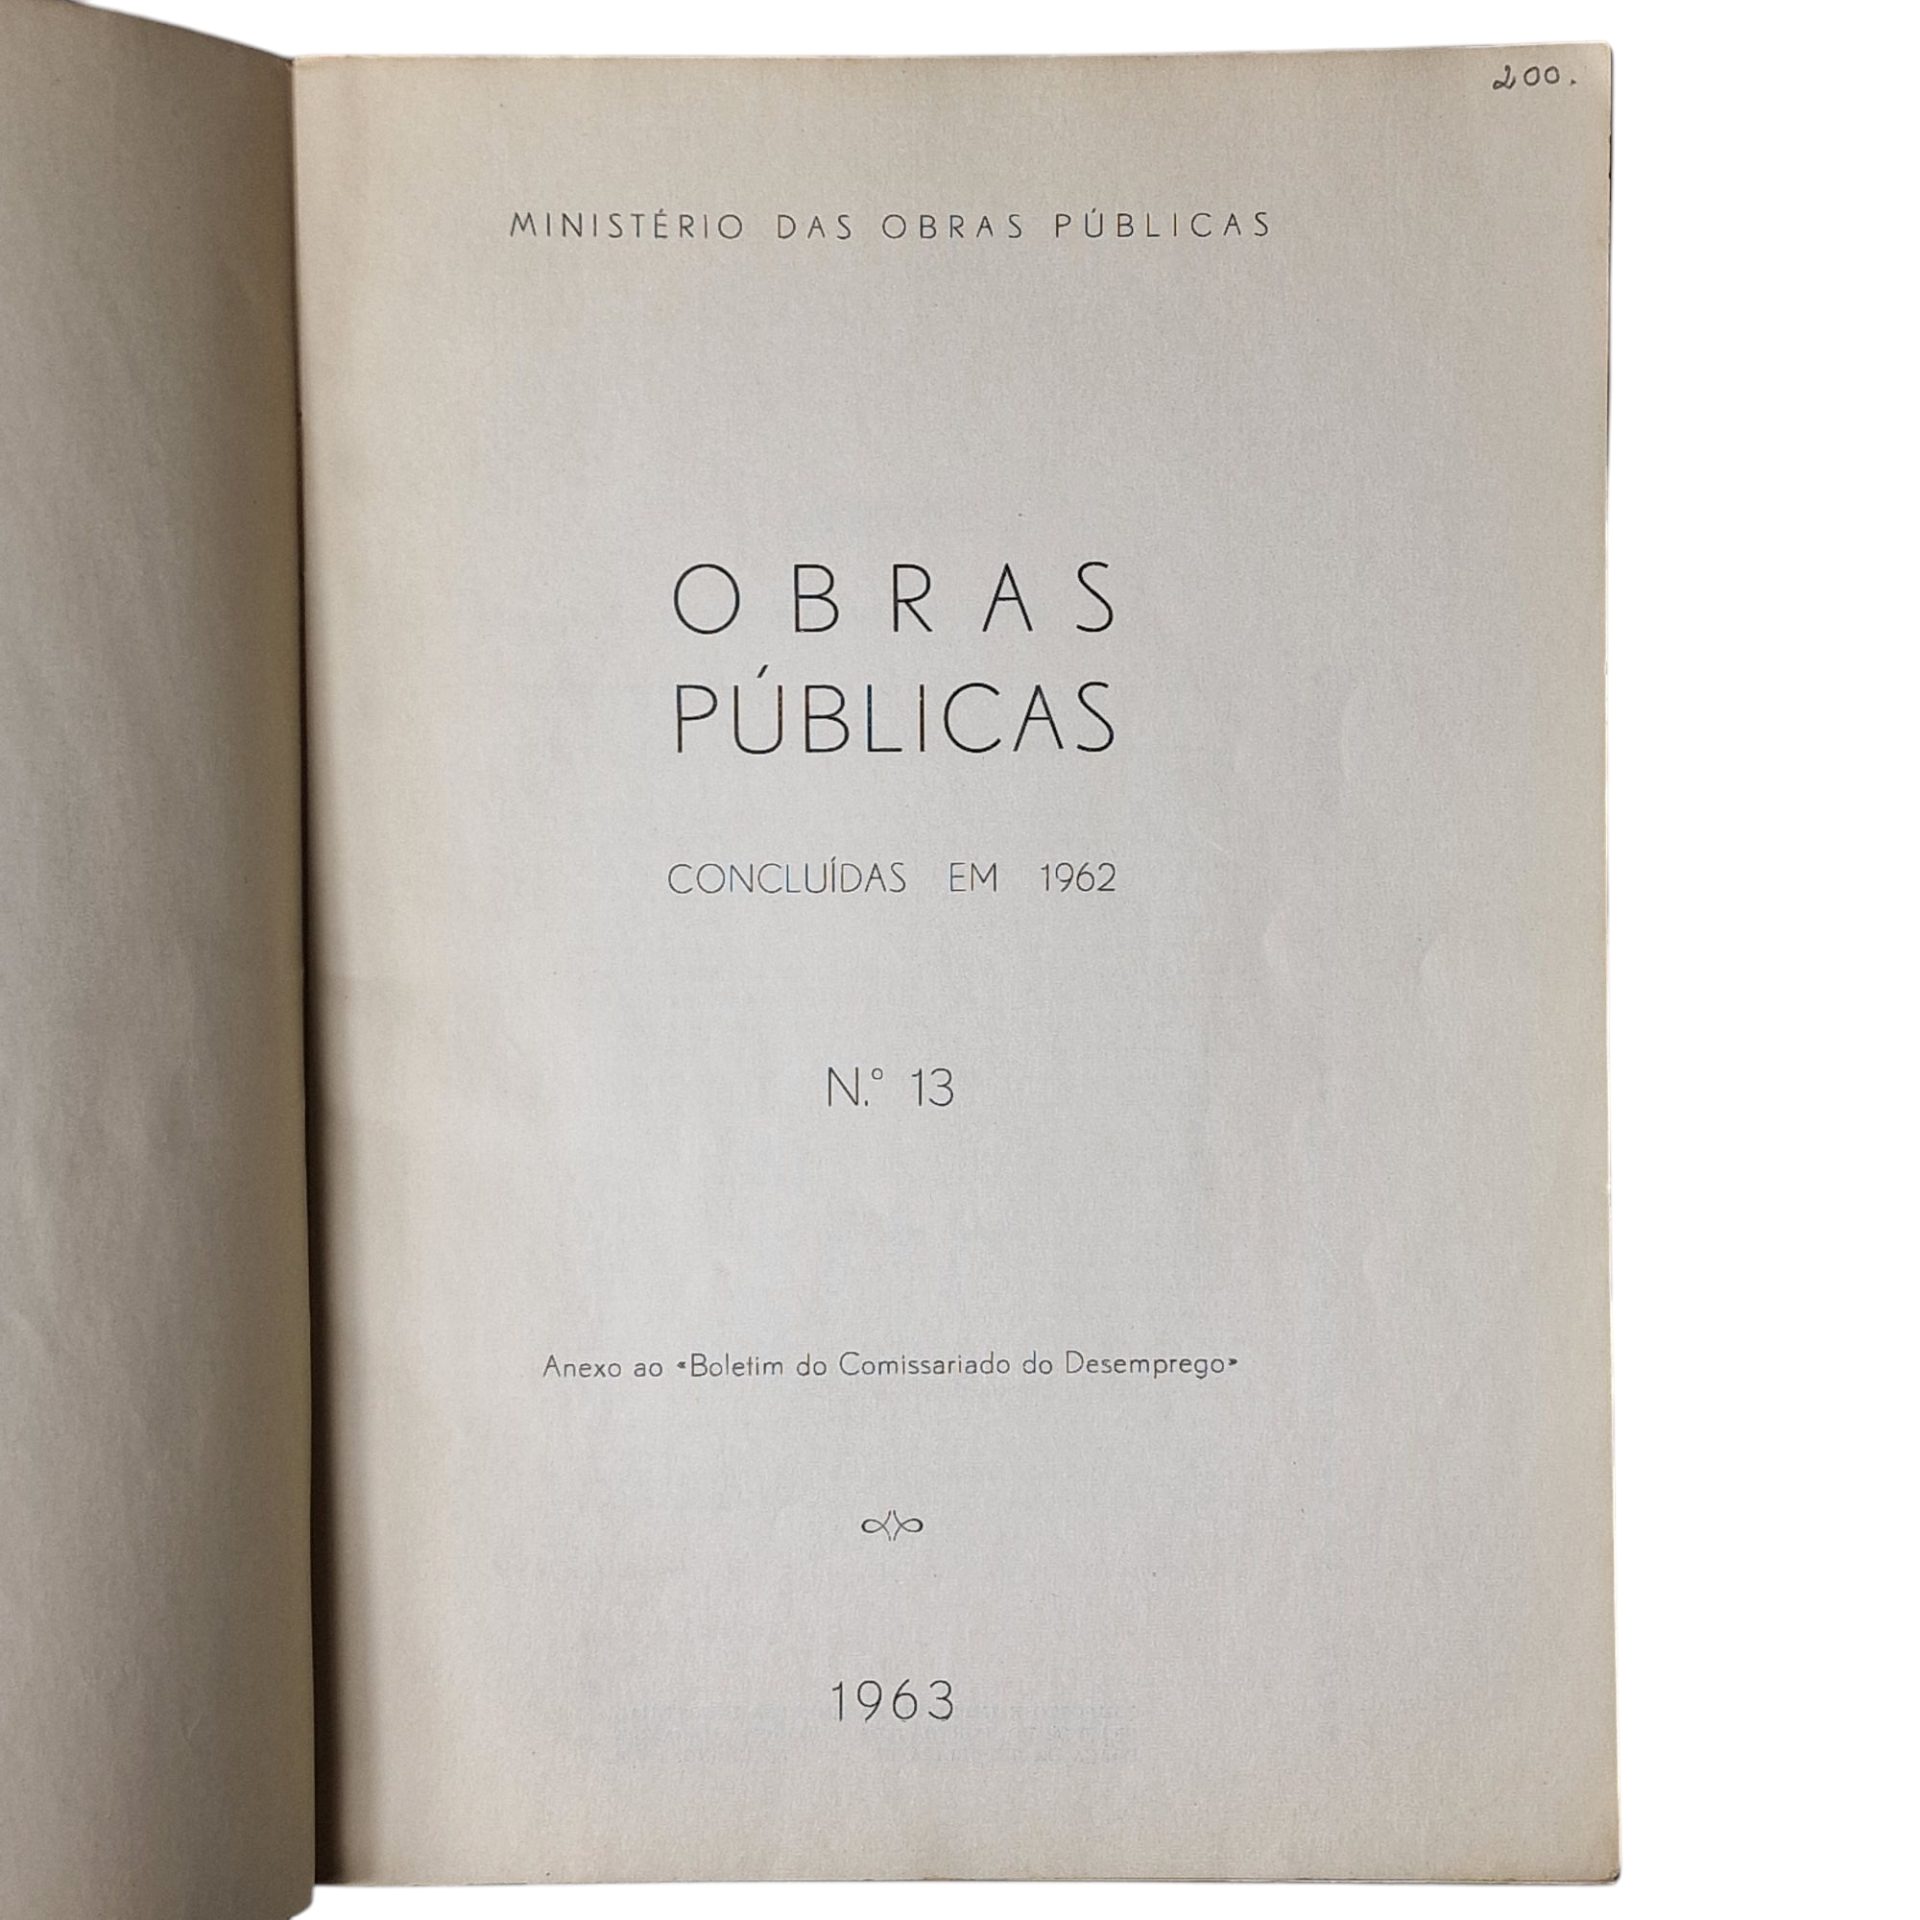 200.
MINISTÉRIO DAS OBRAS PÚBLICAS
OBRAS
PÚBLICAS
CONCLUÍDAS EM 1962
N.º 13
Anexo ao «Boletim do Comissariado do Desemprego»
1963